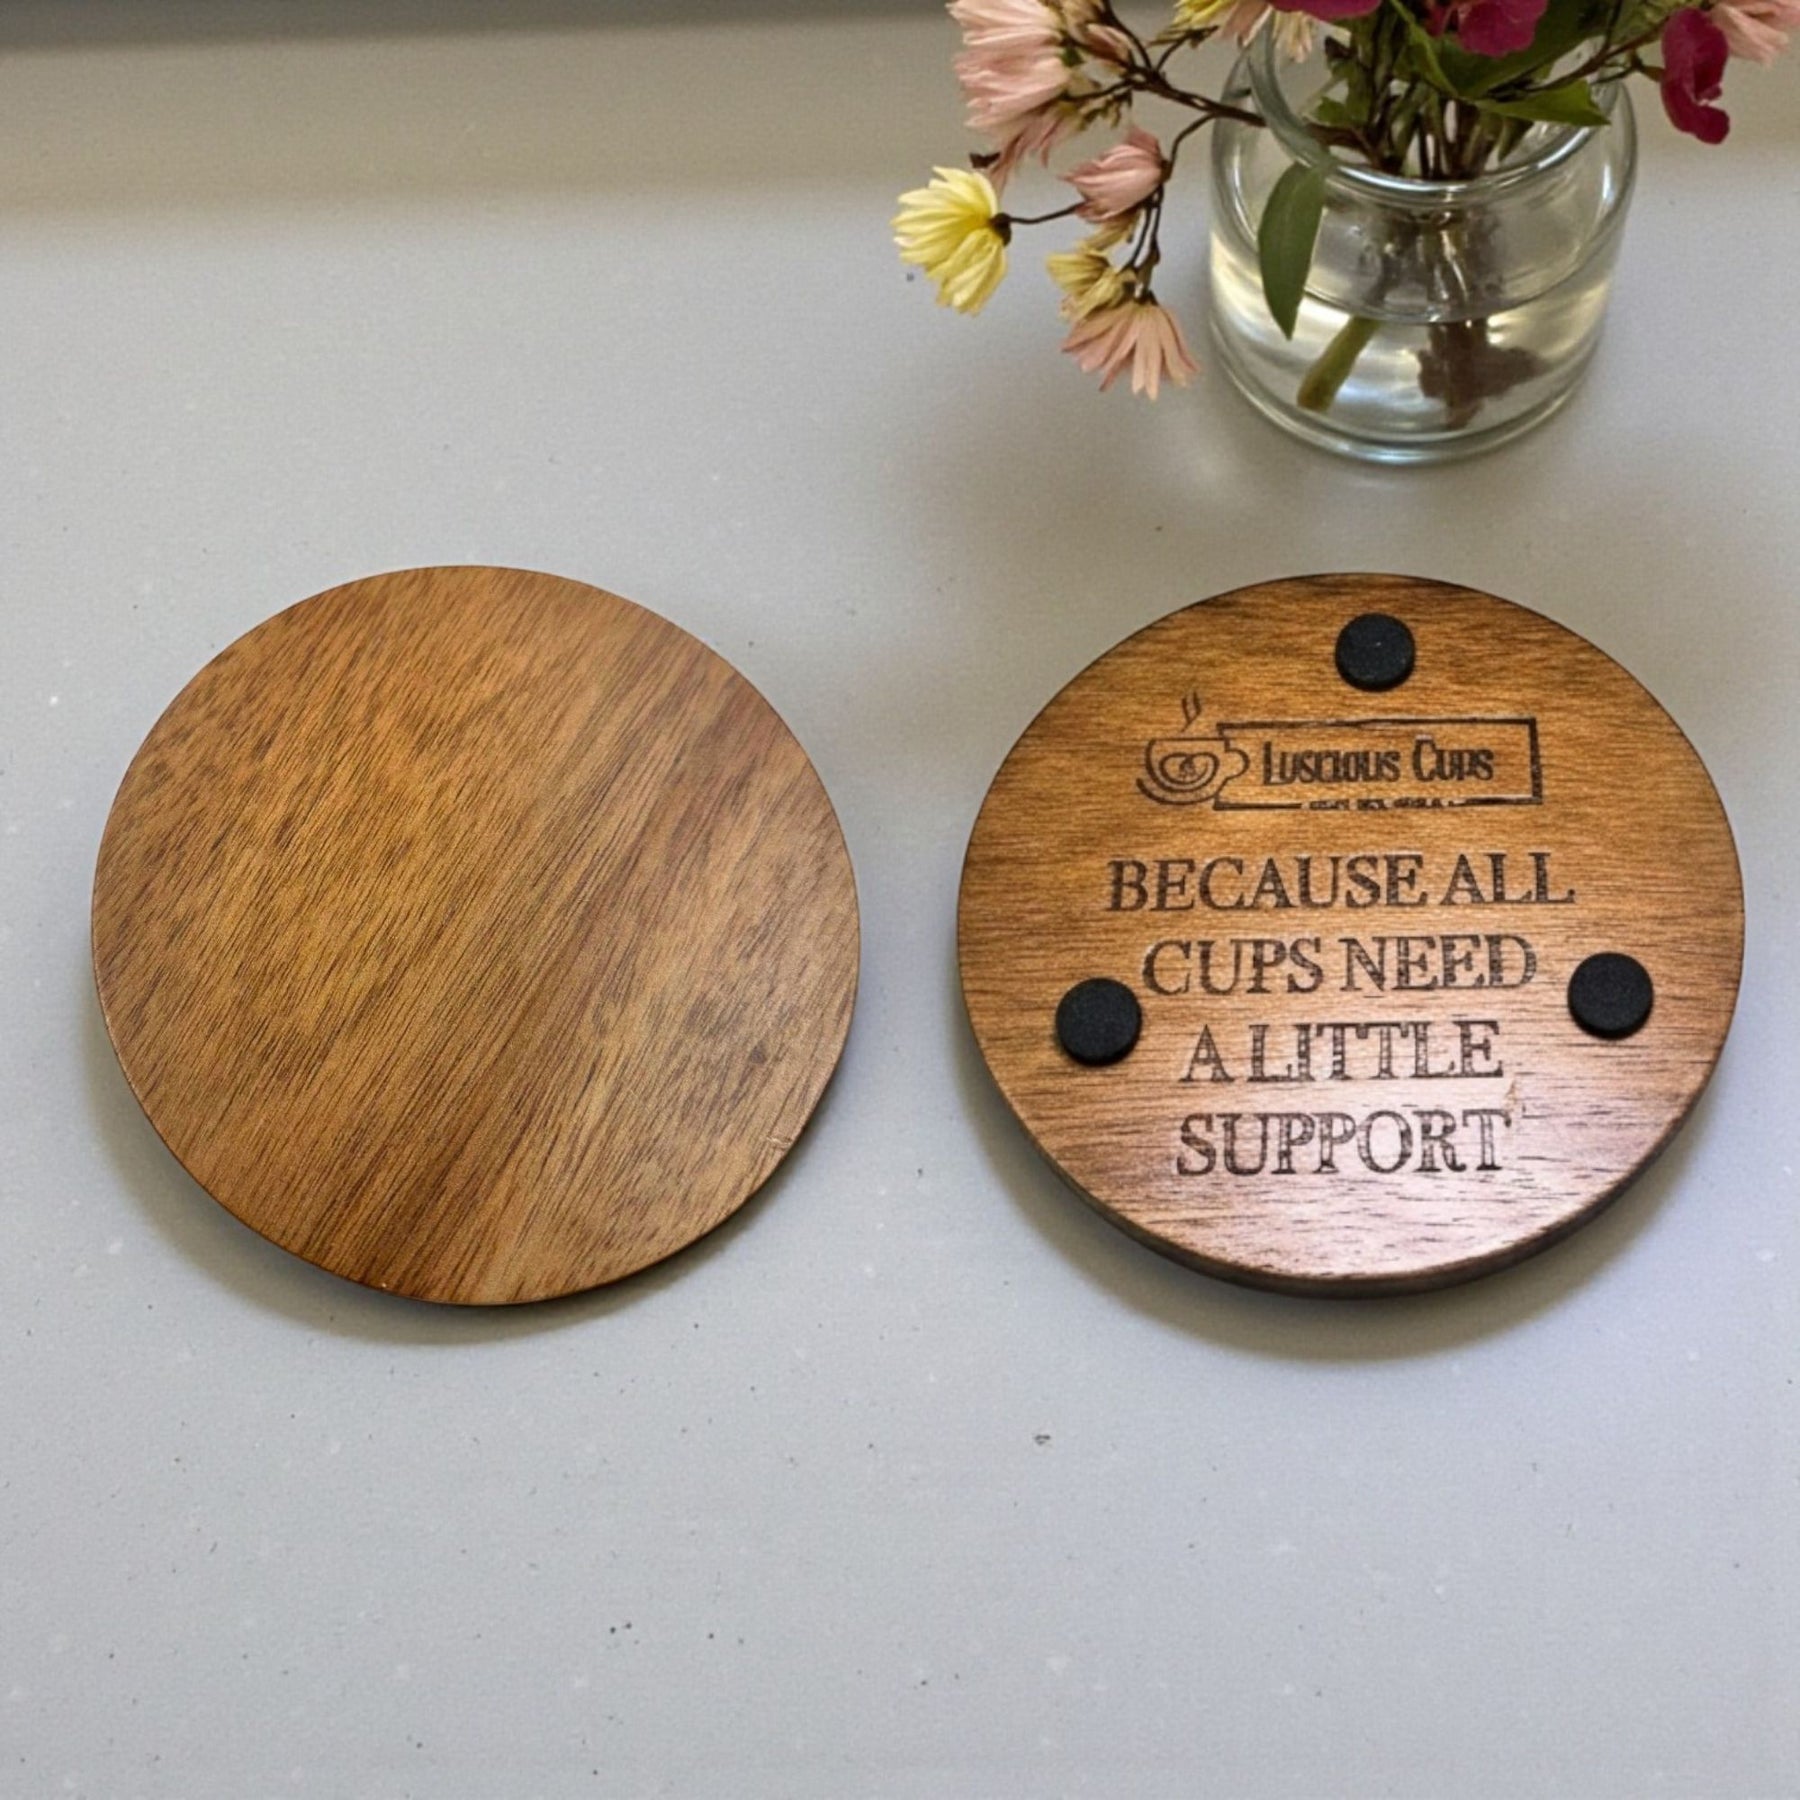 Luscious Cups
BECAUSE ALL
CUPS NEED
A LITTLE
SUPPORT